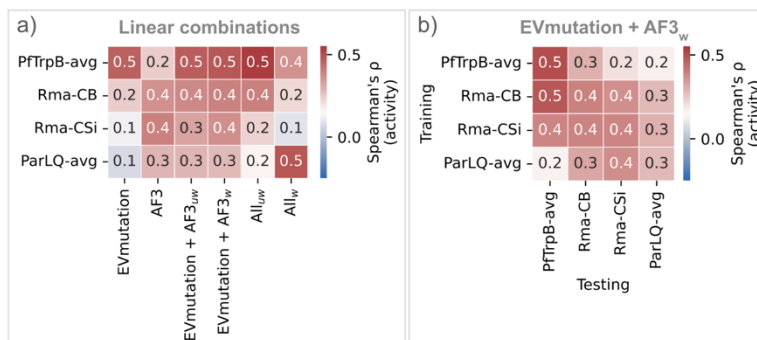 a) Linear combinations
PfTrpB-avg 0.5 0.2 0.5 0.5 0.5 0.4
Rma-CB 0.2 0.4 0.4 0.4 0.4 0.2
Rma-CSi 0.1 0.4 0.3 0.4 0.2 0.1
ParLQ-avg 0.1 0.3 0.3 0.3 0.2 0.5
EVmutation
AF3
EVmutation + AF3uw
EVmutation + AF3w
Alluw
Allw
0.5
0.0
Spearman's ρ
(activity)
b) EVmutation + AF3w
Training
PfTrpB-avg 0.5 0.3 0.2 0.2
Rma-CB 0.5 0.4 0.4 0.3
Rma-CSi 0.4 0.4 0.4 0.3
ParLQ-avg 0.2 0.3 0.4 0.3
PfTrpB-avg
Rma-CB
Rma-CSi
ParLQ-avg
Testing
0.5
0.0
Spearman's ρ
(activity)